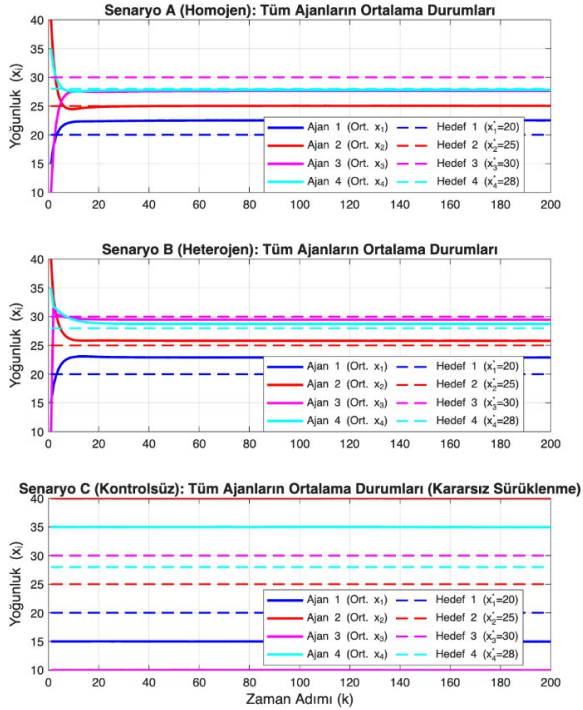 Senaryo A (Homojen): Tüm Ajanların Ortalama Durumları
Yoğunluk (xᵢ)
40
35
30
25
20
15
10
0 20 40 60 80 100 120 140 160 180 200
Ajan 1 (Ort. x₁) Hedef 1 (x₁*=20)
Ajan 2 (Ort. x₂) Hedef 2 (x₂*=25)
Ajan 3 (Ort. x₃) Hedef 3 (x₃*=30)
Ajan 4 (Ort. x₄) Hedef 4 (x₄*=28)
Senaryo B (Heterojen): Tüm Ajanların Ortalama Durumları
Yoğunluk (xᵢ)
40
35
30
25
20
15
10
0 20 40 60 80 100 120 140 160 180 200
Ajan 1 (Ort. x₁) Hedef 1 (x₁*=20)
Ajan 2 (Ort. x₂) Hedef 2 (x₂*=25)
Ajan 3 (Ort. x₃) Hedef 3 (x₃*=30)
Ajan 4 (Ort. x₄) Hedef 4 (x₄*=28)
Senaryo C (Kontrolsüz): Tüm Ajanların Ortalama Durumları (Kararsız Sürüklenme)
Yoğunluk (xᵢ)
40
35
30
25
20
15
10
0 20 40 60 80 100 120 140 160 180 200
Ajan 1 (Ort. x₁) Hedef 1 (x₁*=20)
Ajan 2 (Ort. x₂) Hedef 2 (x₂*=25)
Ajan 3 (Ort. x₃) Hedef 3 (x₃*=30)
Ajan 4 (Ort. x₄) Hedef 4 (x₄*=28)
Zaman Adımı (k)